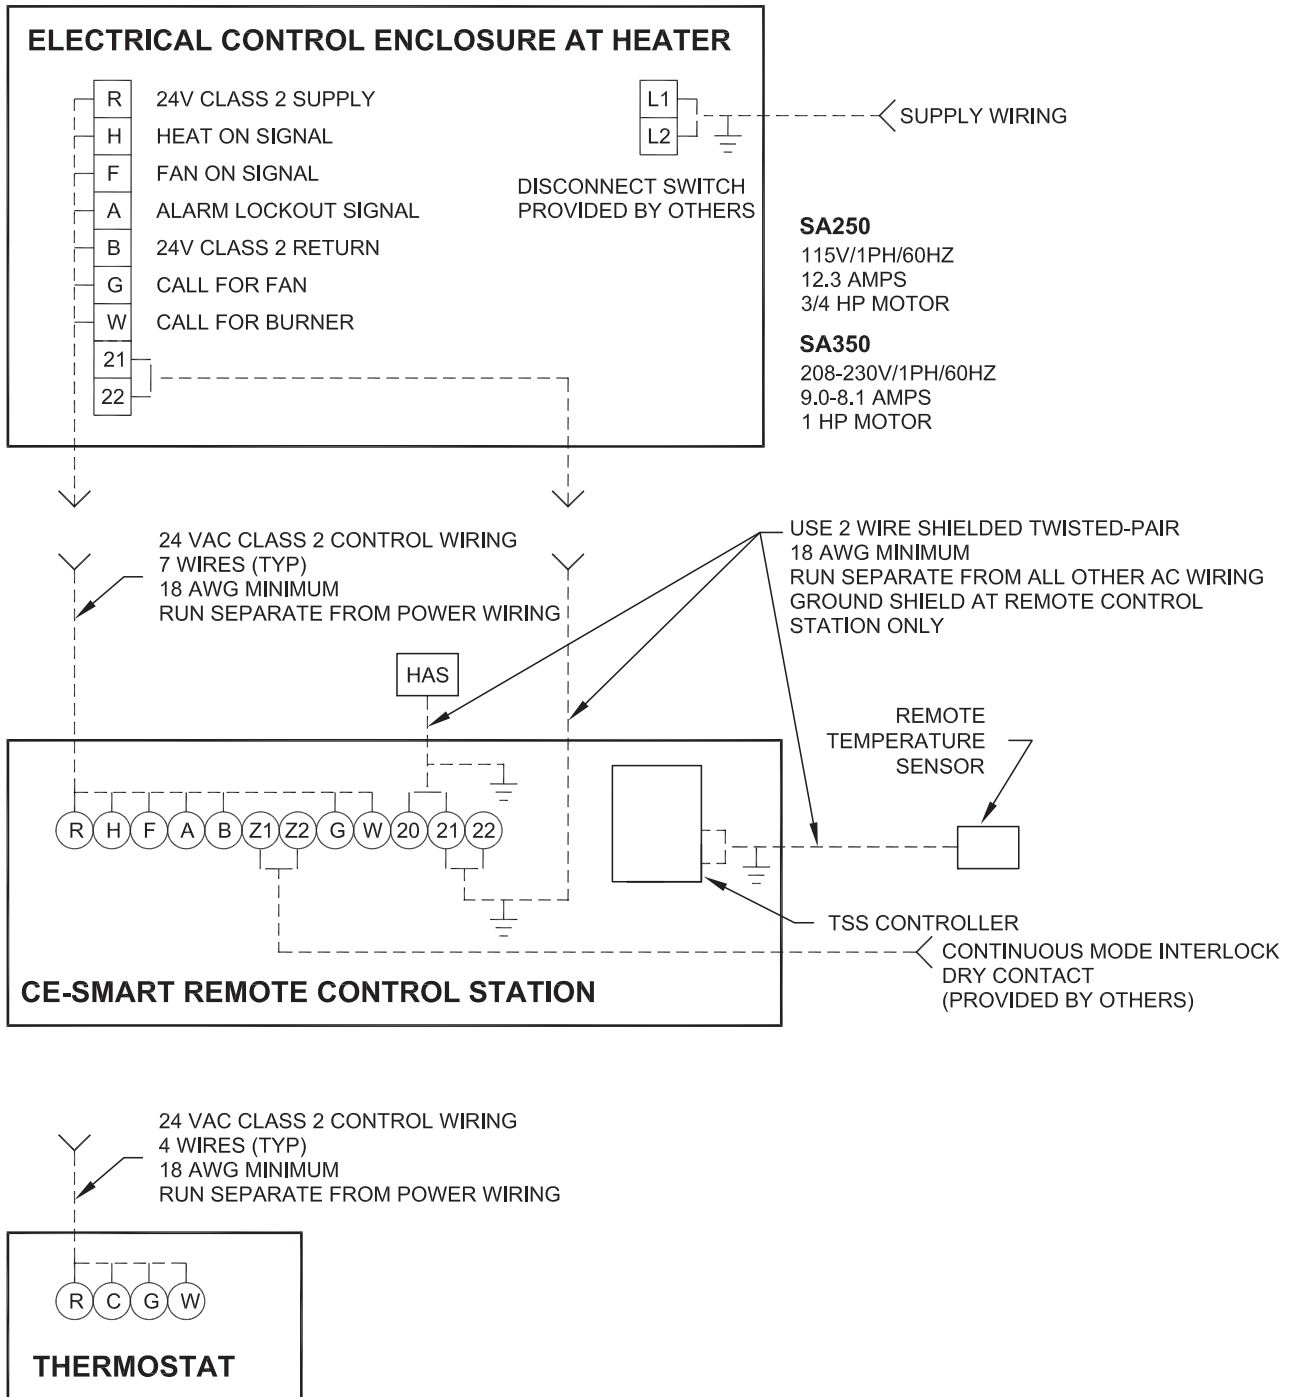 ELECTRICAL CONTROL ENCLOSURE AT HEATER
R 24V CLASS 2 SUPPLY
H HEAT ON SIGNAL
F FAN ON SIGNAL
A ALARM LOCKOUT SIGNAL
B 24V CLASS 2 RETURN
G CALL FOR FAN
W CALL FOR BURNER
21
22
L1
L2
SUPPLY WIRING
DISCONNECT SWITCH
PROVIDED BY OTHERS
SA250
115V/1PH/60HZ
12.3 AMPS
3/4 HP MOTOR
SA350
208-230V/1PH/60HZ
9.0-8.1 AMPS
1 HP MOTOR
24 VAC CLASS 2 CONTROL WIRING
7 WIRES (TYP)
18 AWG MINIMUM
RUN SEPARATE FROM POWER WIRING
USE 2 WIRE SHIELDED TWISTED-PAIR
18 AWG MINIMUM
RUN SEPARATE FROM ALL OTHER AC WIRING
GROUND SHIELD AT REMOTE CONTROL
STATION ONLY
HAS
REMOTE
TEMPERATURE
SENSOR
R H F A B Z1 Z2 G W 20 21 22
TSS CONTROLLER
CONTINUOUS MODE INTERLOCK
DRY CONTACT
(PROVIDED BY OTHERS)
CE-SMART REMOTE CONTROL STATION
24 VAC CLASS 2 CONTROL WIRING
4 WIRES (TYP)
18 AWG MINIMUM
RUN SEPARATE FROM POWER WIRING
R C G W
THERMOSTAT